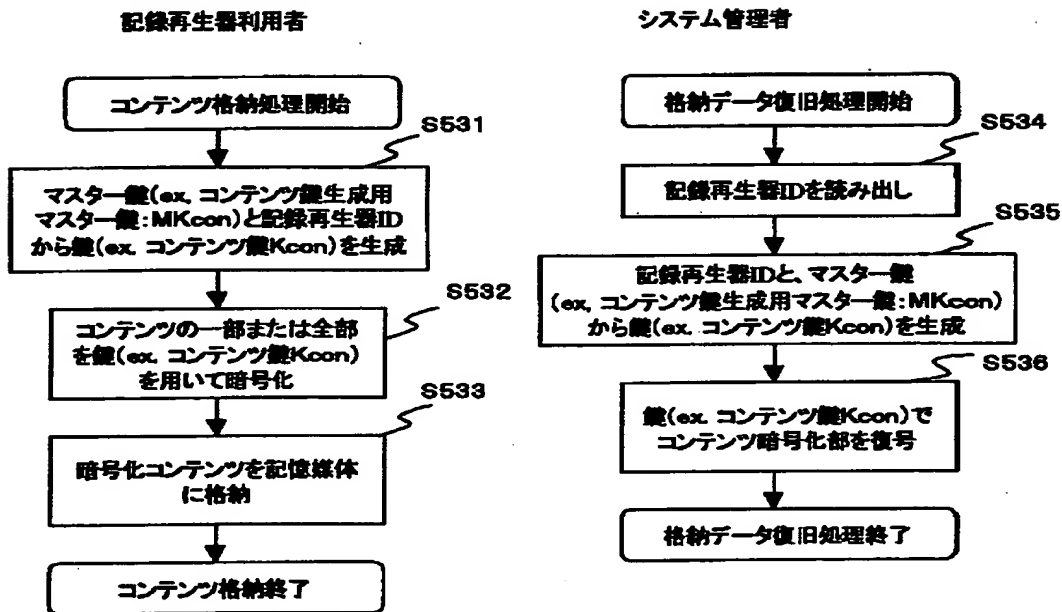 記録再生器利用者
コンテンツ格納処理開始
S531
マスター鍵(ex, コンテンツ鍵生成用
マスター鍵:MKcon)と記録再生器ID
から鍵(ex. コンテンツ鍵Kcon)を生成
S532
コンテンツの一部または全部
を鍵(ex. コンテンツ鍵Kcon)
を用いて暗号化
S533
暗号化コンテンツを記憶媒体
に格納
コンテンツ格納終了
システム管理者
格納データ復旧処理開始
S534
記録再生器IDを読み出し
S535
記録再生器IDと、マスター鍵
(ex, コンテンツ鍵生成用マスター鍵:MKcon)
から鍵(ex. コンテンツ鍵Kcon)を生成
S536
鍵(ex. コンテンツ鍵Kcon)で
コンテンツ暗号化部を復号
格納データ復旧処理終了